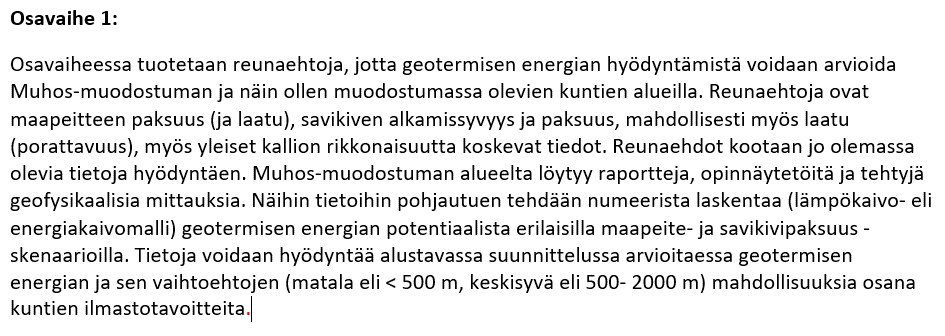 Osavaihe 1:
Osavaiheessa tuotetaan reunaehtoja, jotta geotermisen energian hyödyntämistä voidaan arvioida
Muhos-muodostuman ja näin ollen muodostumassa olevien kuntien alueilla. Reunaehtoja ovat
maapeitteen paksuus (ja laatu), savikiven alkamissyvyys ja paksuus, mahdollisesti myös laatu
(porattavuus), myös yleiset kallion rikkonaisuutta koskevat tiedot. Reunaehdot kootaan jo olemassa
olevia tietoja hyödyntäen. Muhos-muodostuman alueelta löytyy raportteja, opinnäytetöitä ja tehtyjä
geofysikaalisia mittauksia. Näihin tietoihin pohjautuen tehdään numeerista laskentaa (lämpökaivo- eli
energiakaivomalli) geotermisen energian potentiaalista erilaisilla maapeite- ja savikivipaksuus -
skenaarioilla. Tietoja voidaan hyödyntää alustavassa suunnittelussa arvioitaessa geotermisen
energian ja sen vaihtoehtojen (matala eli < 500 m, keskisyvä eli 500- 2000 m) mahdollisuuksia osana
kuntien ilmastotavoitteita.